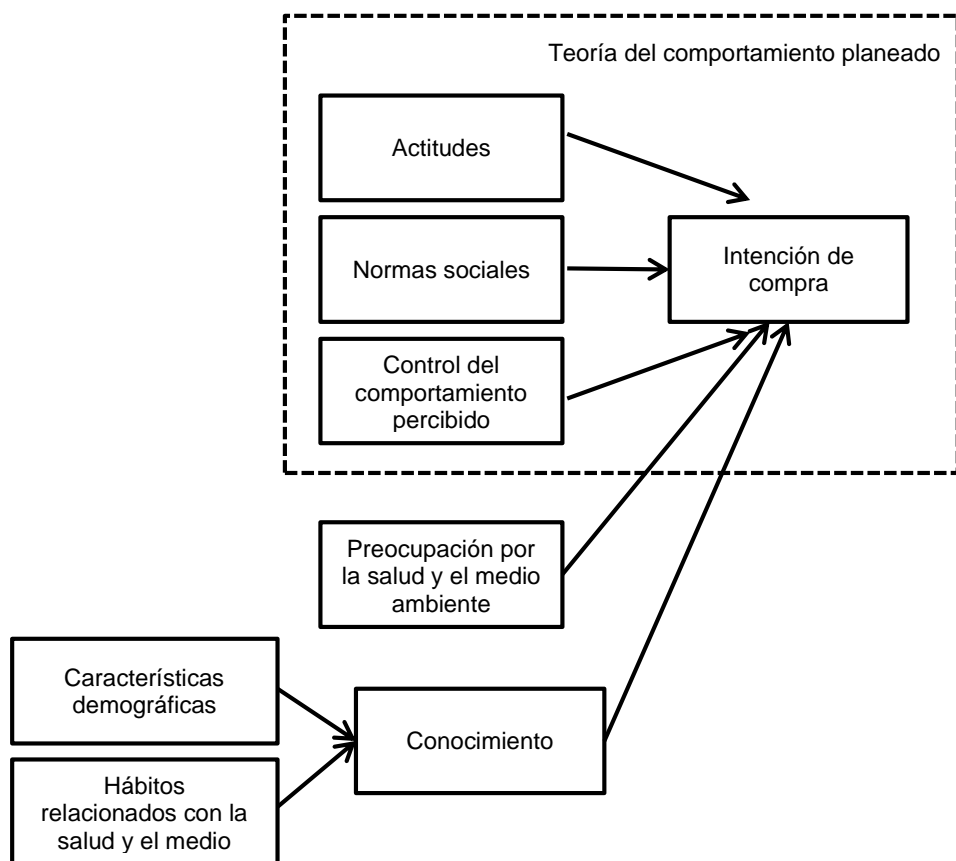 Teoría del comportamiento planeado
Actitudes
Normas sociales
Intención de
compra
Control del
comportamiento
percibido
Preocupación por
la salud y el medio
ambiente
Características
demográficas
Conocimiento
Hábitos
relacionados con la
salud y el medio